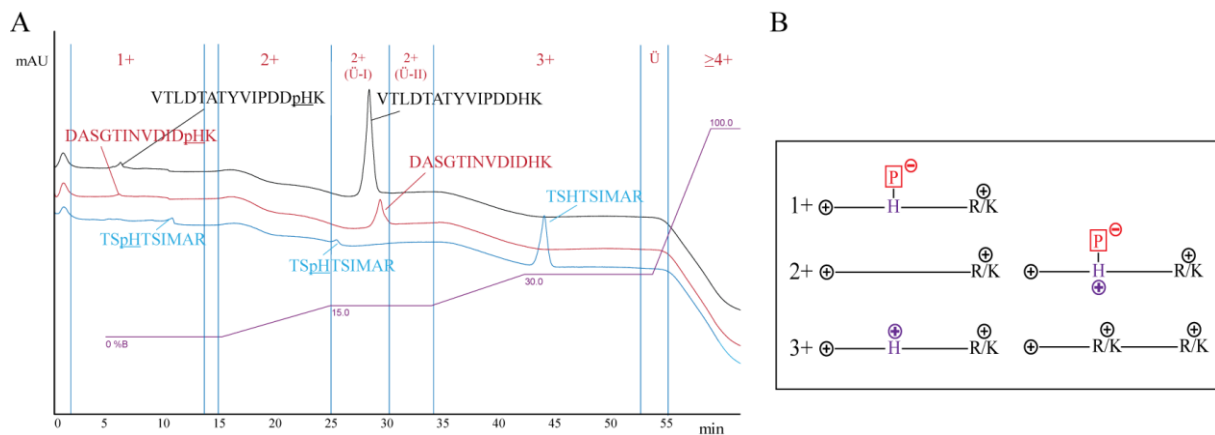 A
mAU
1+
2+
2+
(Ü-I)
2+
(Ü-II)
3+
Ü
≥4+
VTLDTATYVIPDDpHK
VTLDTATYVIPDDHK
100.0
DASGTINVDIDpHK
DASGTINVDIDHK
TSHTSIMAR
TSpHTSIMAR
TSpHTSIMAR
30.0
15.0
0 %B
0 5 10 15 20 25 30 35 40 45 50 55 min
B
P
1+ H R/K
P
2+ R/K H R/K
3+ H R/K R/K R/K